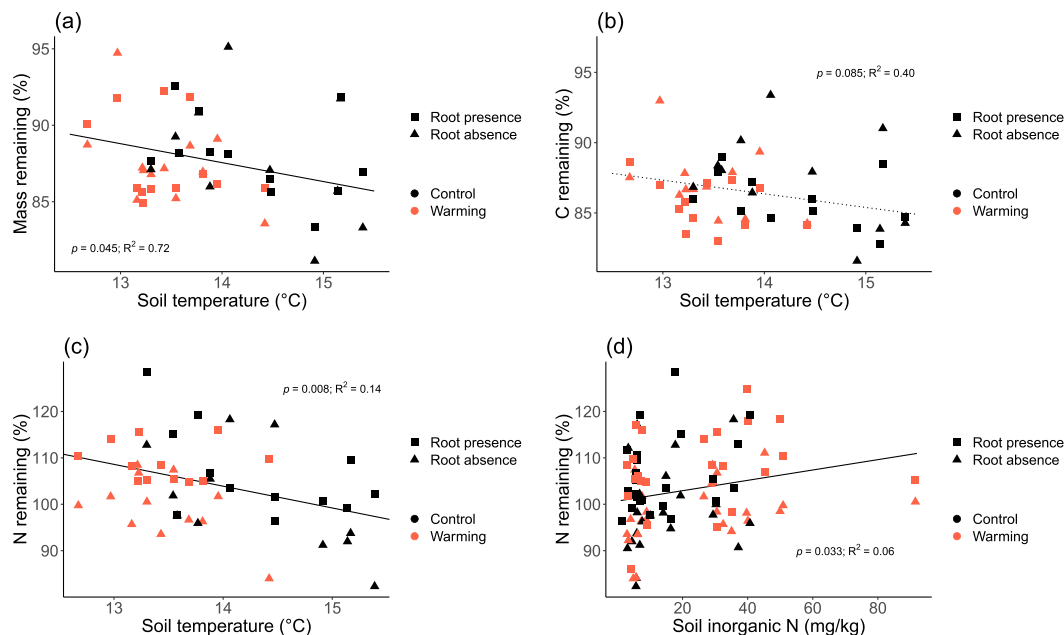 (a)
Mass remaining (%)
95
90
85
p = 0.045; R² = 0.72
13
14
15
Soil temperature (°C)
Root presence
Root absence
Control
Warming
(b)
C remaining (%)
95
90
85
p = 0.085; R² = 0.40
13
14
15
Soil temperature (°C)
Root presence
Root absence
Control
Warming
(c)
N remaining (%)
120
110
100
90
p = 0.008; R² = 0.14
13
14
15
Soil temperature (°C)
Root presence
Root absence
Control
Warming
(d)
N remaining (%)
120
110
100
90
p = 0.033; R² = 0.06
20
40
60
80
Soil inorganic N (mg/kg)
Root presence
Root absence
Control
Warming